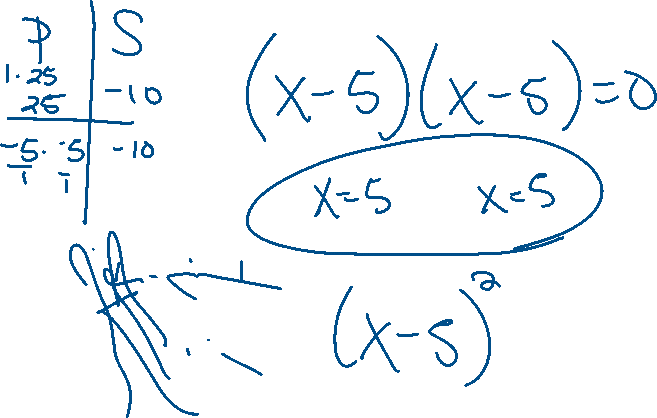 P S
1·25
25 -10
-5· -5 -10
1 1
(x-5)(x-5)=0
x=5 x=5
(x-5)²